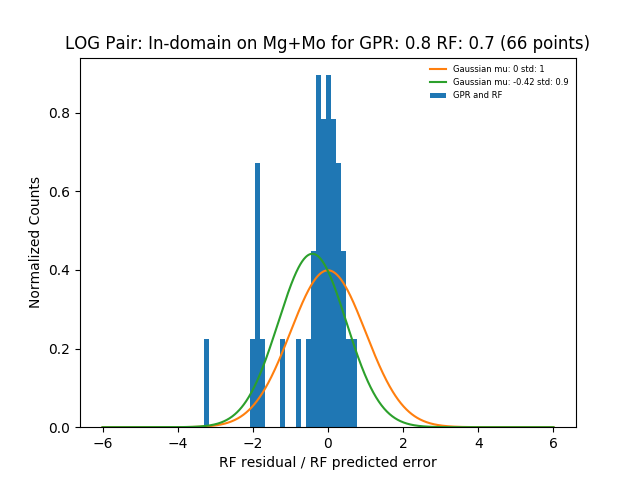 LOG Pair: In-domain on Mg+Mo for GPR: 0.8 RF: 0.7 (66 points)
Gaussian mu: 0 std: 1
Gaussian mu: -0.42 std: 0.9
GPR and RF
Normalized Counts
0.8
0.6
0.4
0.2
0.0
−6 −4 −2 0 2 4 6
RF residual / RF predicted error